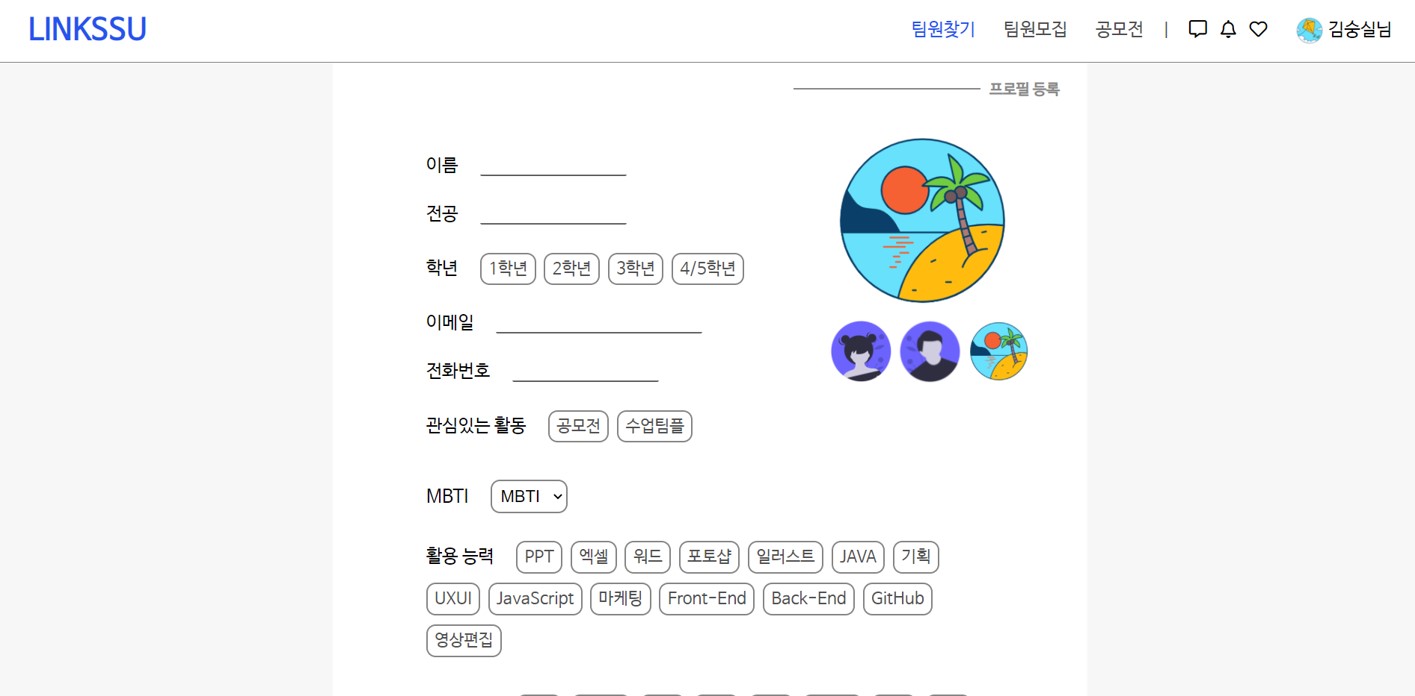 LINKSSU 팀원찾기 팀원모집 공모전 | 김숭실님
프로필 등록
이름
전공
학년 1학년 2학년 3학년 4/5학년
이메일
전화번호
관심있는 활동 공모전 수업팀플
MBTI MBTI
활용 능력 PPT 엑셀 워드 포토샵 일러스트 JAVA 기획
UXUI JavaScript 마케팅 Front-End Back-End GitHub
영상편집